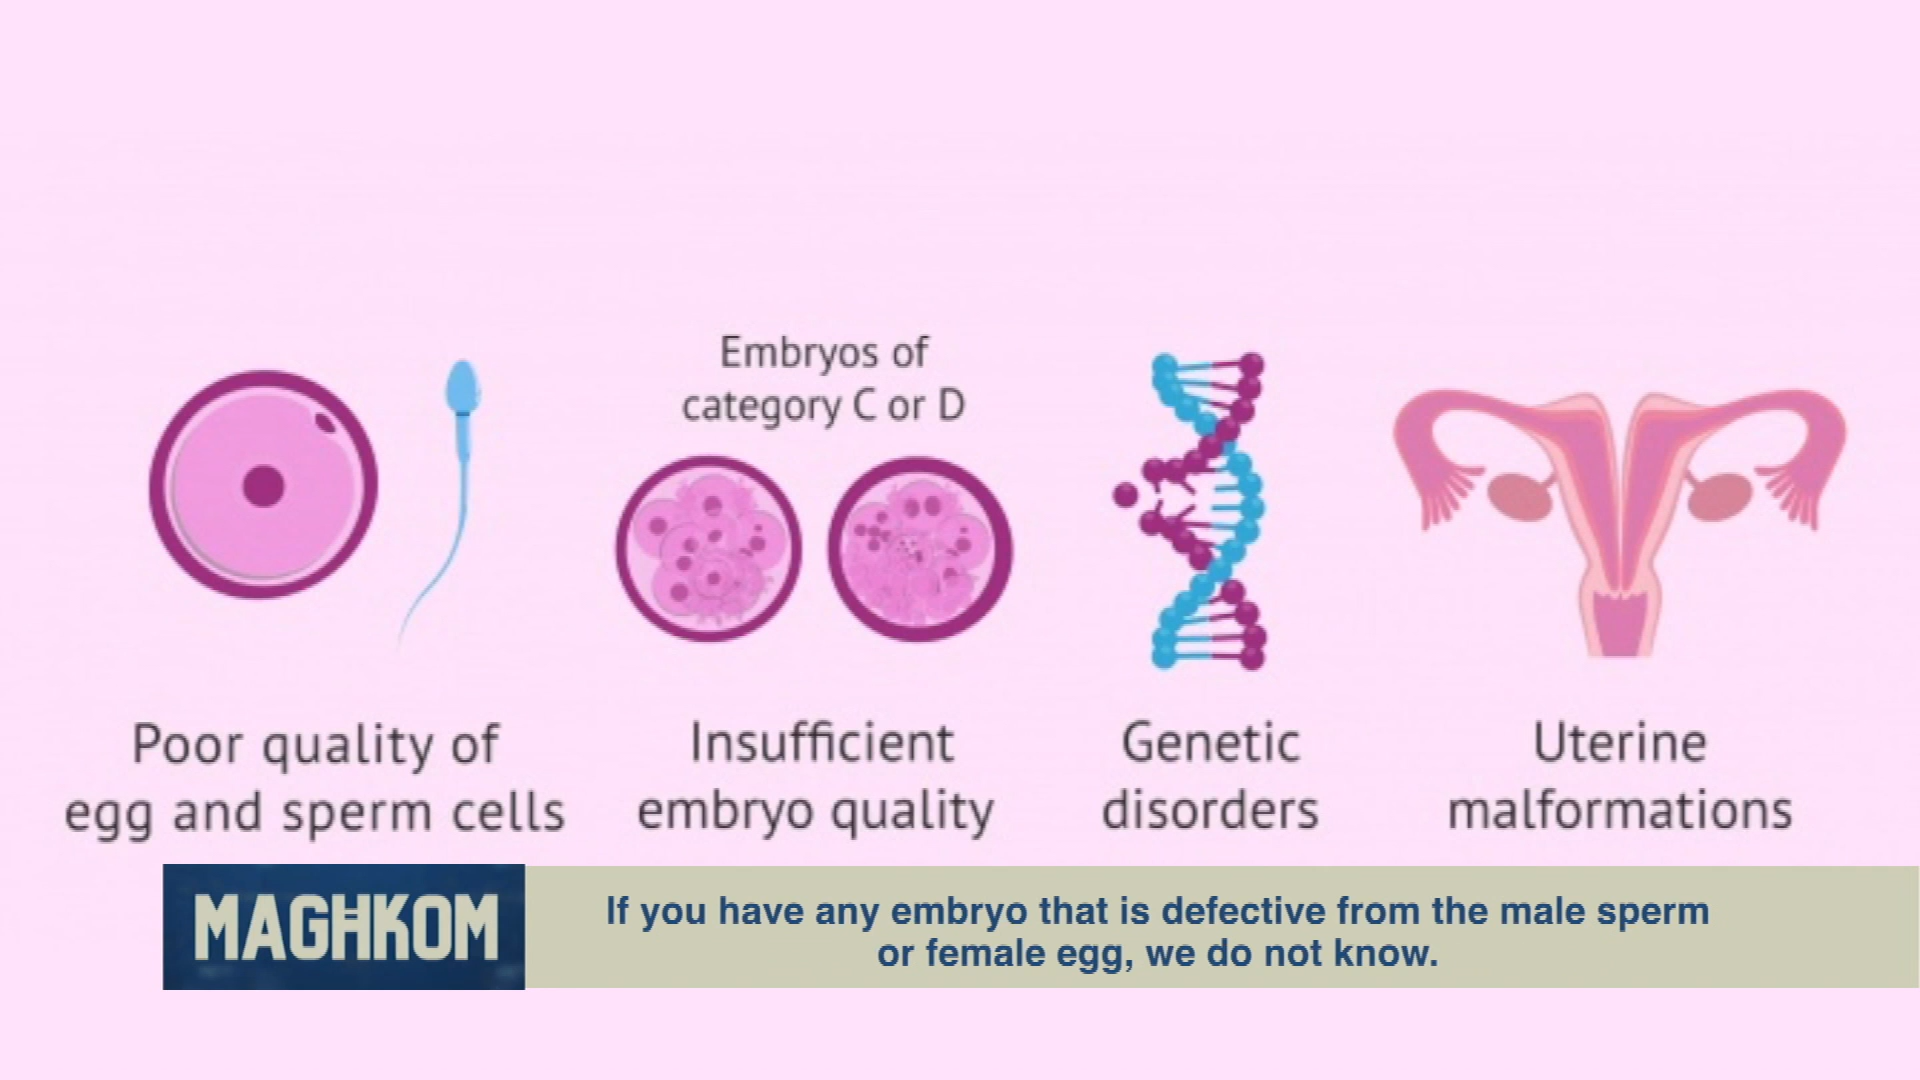 Embryos of
category C or D
Poor quality of
egg and sperm cells
Insufficient
embryo quality
Genetic
disorders
Uterine
malformations
MAGHKOM
If you have any embryo that is defective from the male sperm
or female egg, we do not know.